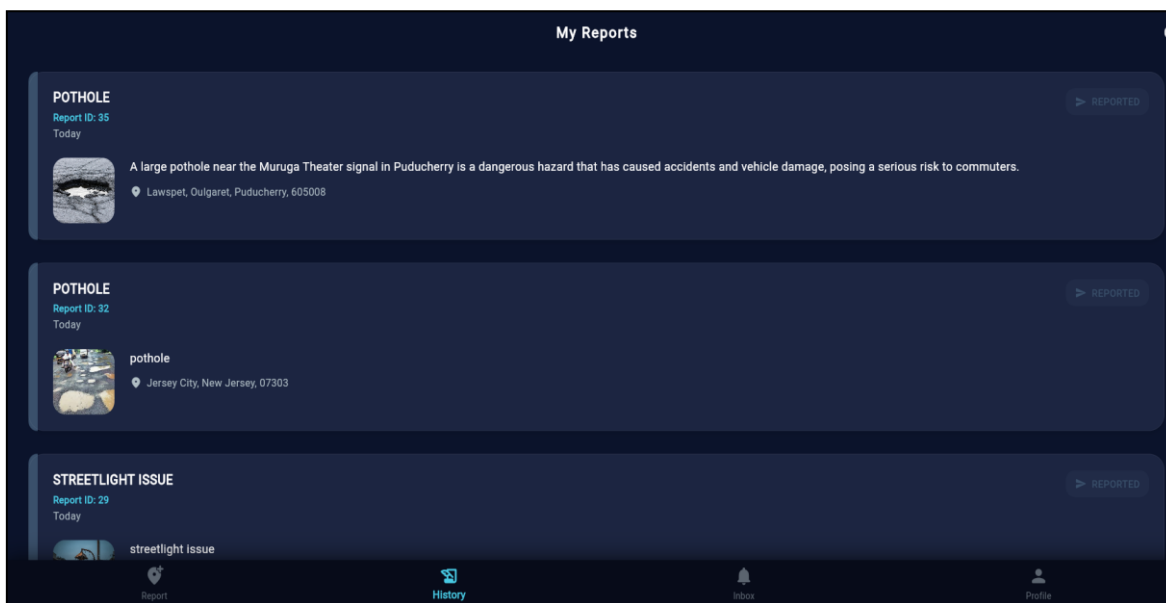 My Reports
POTHOLE
REPORTED
Report ID: 35
Today
A large pothole near the Muruga Theater signal in Puducherry is a dangerous hazard that has caused accidents and vehicle damage, posing a serious risk to commuters.
Lawspet, Oulgaret, Puducherry, 605008
POTHOLE
REPORTED
Report ID: 32
Today
pothole
Jersey City, New Jersey, 07303
STREETLIGHT ISSUE
REPORTED
Report ID: 29
Today
streetlight issue
Report History Inbox Profile